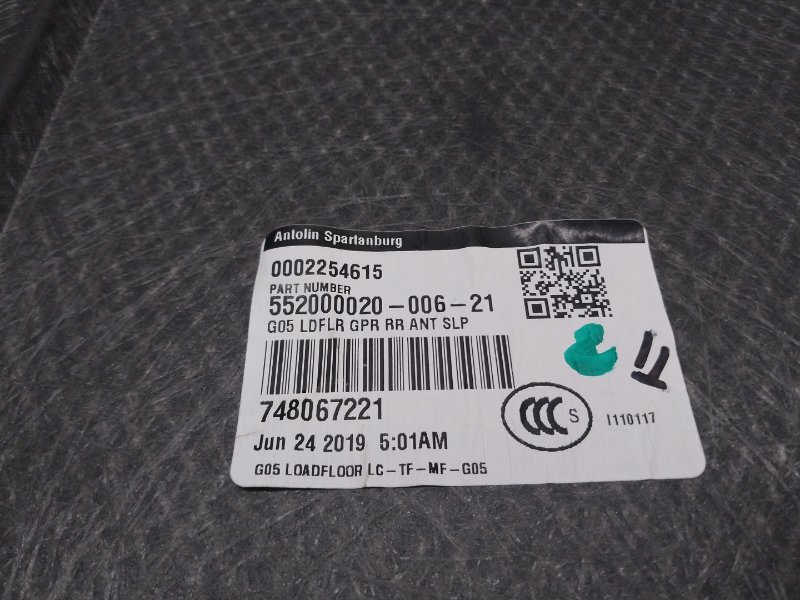 Antolin Spartanburg
0002254615
PART NUMBER
552000020-006-21
G05 LDFLR GPR RR ANT SLP
748067221
CCC S
I110117
Jun 24 2019 5:01AM
G05 LOADFLOOR LC-TF-MF-G05